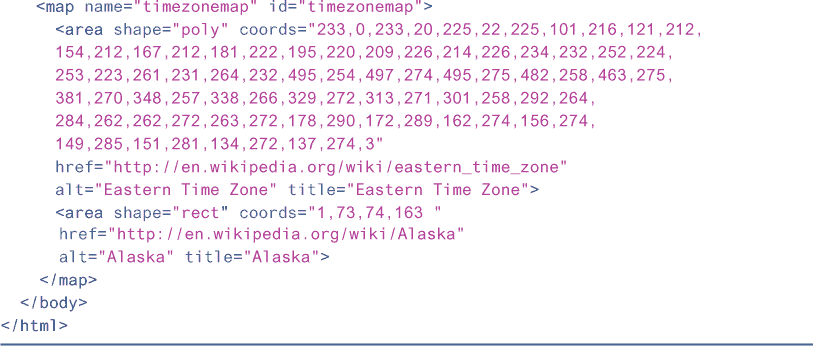 <map name="timezonemap" id="timezonemap">
<area shape="poly" coords="233,0,233,20,225,22,225,101,216,121,212,
154,212,167,212,181,222,195,220,209,226,214,226,234,232,252,224,
253,223,261,231,264,232,495,254,497,274,495,275,482,258,463,275,
381,270,348,257,338,266,329,272,313,271,301,258,292,264,
284,262,262,272,263,272,178,290,172,289,162,274,156,274,
149,285,151,281,134,272,137,274,3"
href="http://en.wikipedia.org/wiki/eastern_time_zone"
alt="Eastern Time Zone" title="Eastern Time Zone">
<area shape="rect" coords="1,73,74,163 "
href="http://en.wikipedia.org/wiki/Alaska"
alt="Alaska" title="Alaska">
</map>
</body>
</html>